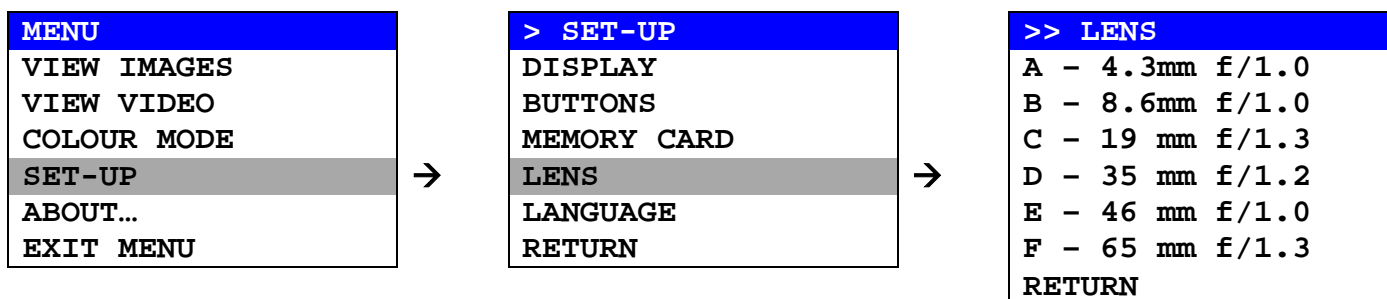 MENU
VIEW IMAGES
VIEW VIDEO
COLOUR MODE
SET-UP
ABOUT…
EXIT MENU
→
> SET-UP
DISPLAY
BUTTONS
MEMORY CARD
LENS
LANGUAGE
RETURN
→
>> LENS
A – 4.3mm f/1.0
B – 8.6mm f/1.0
C – 19 mm f/1.3
D – 35 mm f/1.2
E – 46 mm f/1.0
F – 65 mm f/1.3
RETURN